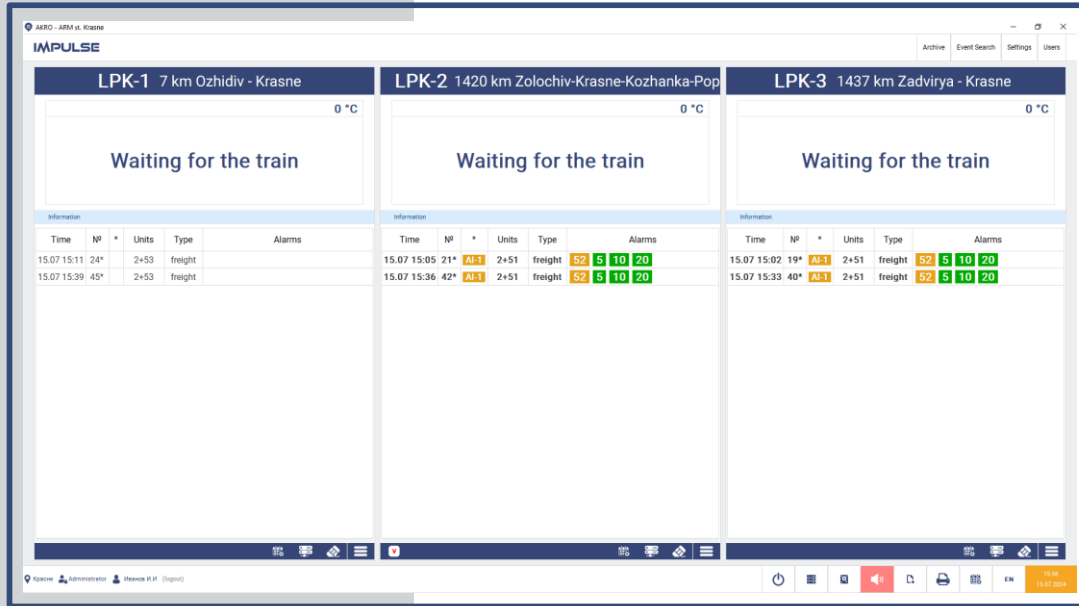 AKRO - ARM st. Krasne
IMPULSE
Archive Event Search Settings Users
LPK-1 7 km Ozhidiv - Krasne
0 °C
Waiting for the train
Information
Time Nº * Units Type Alarms
15.07 15:11 24* 2+53 freight
15.07 15:39 45* 2+53 freight
LPK-2 1420 km Zolochiv-Krasne-Kozhanka-Pop
0 °C
Waiting for the train
Information
Time Nº * Units Type Alarms
15.07 15:05 21* AI-1 2+51 freight 52 5 10 20
15.07 15:36 42* AI-1 2+51 freight 52 5 10 20
V
LPK-3 1437 km Zadvirya - Krasne
0 °C
Waiting for the train
Information
Time Nº * Units Type Alarms
15.07 15:02 19* AI-1 2+51 freight 52 5 10 20
15.07 15:33 40* AI-1 2+51 freight 52 5 10 20
Красне Administrator Иванов И.И (logout)
EN
15:56
15.07.2024